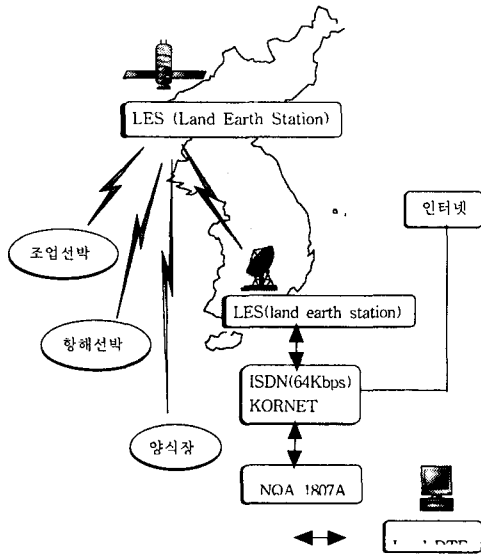 LES (Land Earth Station)
인터넷
조업선박
LES(land earth station)
항해선박
ISDN(64Kbps)
KORNET
양식장
1807A
DTE